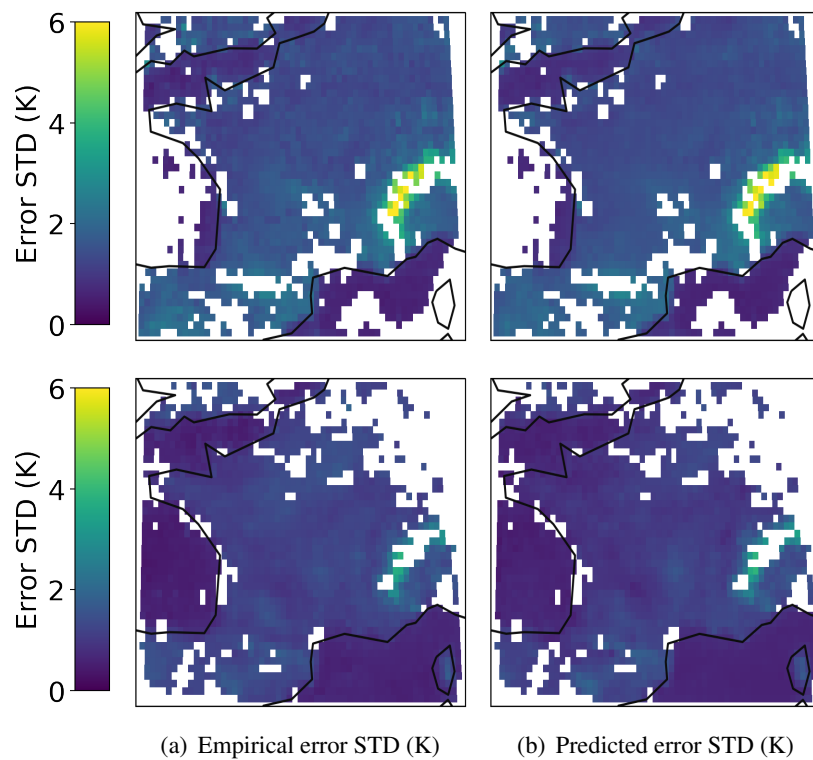 6
4
2
0
Error STD (K)
6
4
2
0
Error STD (K)
(a) Empirical error STD (K)
(b) Predicted error STD (K)